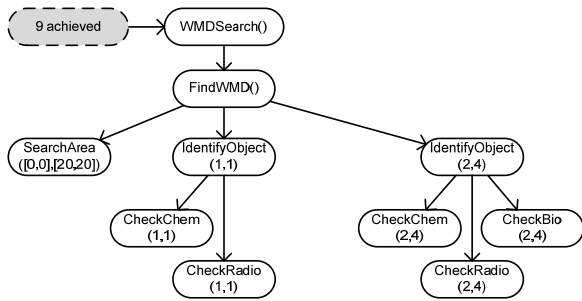 9 achieved
WMDSearch()
FindWMD()
SearchArea
([0,0],[20,20])
IdentifyObject
(1,1)
IdentifyObject
(2,4)
CheckChem
(1,1)
CheckChem
(2,4)
CheckBio
(2,4)
CheckRadio
(1,1)
CheckRadio
(2,4)